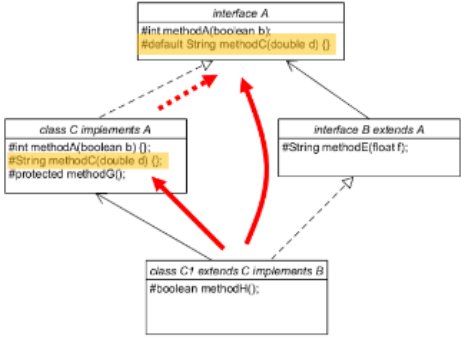 interface A
#int methodA(boolean b);
#default String methodC(double d) {}
class C implements A
#int methodA(boolean b) {};
#String methodC(double d) {};
#protected methodG();
interface B extends A
#String methodE(float f);
class C1 extends C implements B
#boolean methodH();